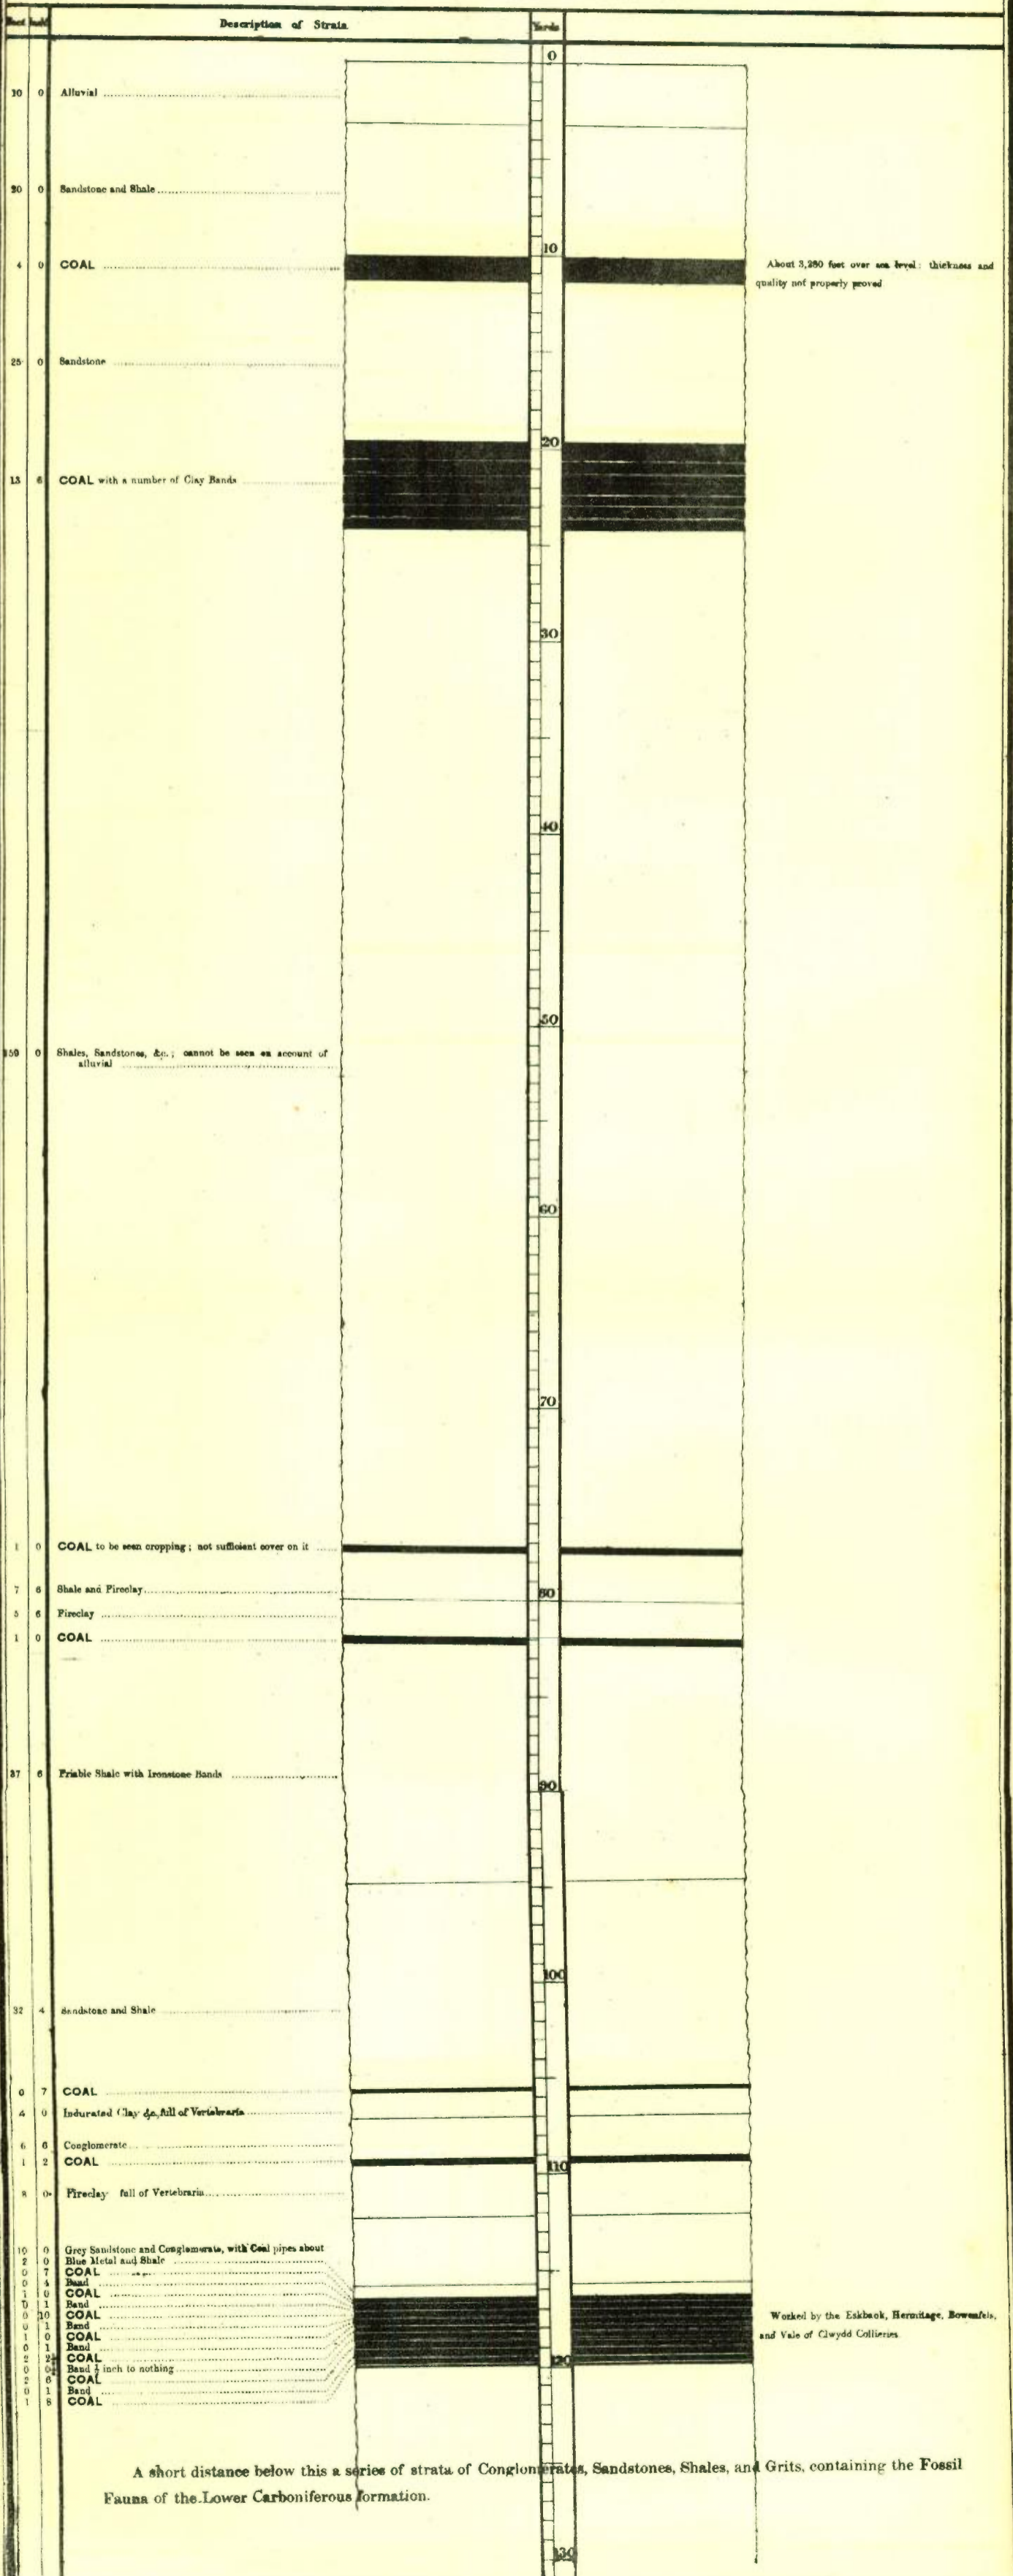 Feet Inch Description of Strata Yards
0
10 0 Alluvial
20 0 Sandstone and Shale
10
4 0 COAL
About 3,280 feet over sea level: thickness and
quality not properly proved
25 0 Sandstone
20
13 6 COAL with a number of Clay Bands
30
40
50
159 0 Shales, Sandstones, &c.; cannot be seen on account of
alluvial
60
70
1 0 COAL to be seen cropping; not sufficient cover on it
7 6 Shale and Fireclay
80
5 6 Fireclay
1 0 COAL
37 6 Friable Shale with Ironstone Bands
90
100
32 4 Sandstone and Shale
0 7 COAL
4 0 Indurated Clay &c., full of Vertebraria
6 6 Conglomerate
1 2 COAL
110
8 0 Fireclay full of Vertebraria
10 0 Grey Sandstone and Conglomerate, with Coal pipes about
2 0 Blue Metal and Shale
0 7 COAL
0 4 Band
1 0 COAL
0 1 Band
0 10 COAL
Worked by the Eskbank, Hermitage, Bowenfels,
0 1 Band
1 0 COAL
and Vale of Clwydd Collieries
0 1 Band
2 2½ COAL
120
0 0½ Band ½ inch to nothing
2 6 COAL
0 1 Band
1 8 COAL
A short distance below this a series of strata of Conglomerates, Sandstones, Shales, and Grits, containing the Fossil
Fauna of the Lower Carboniferous formation.
130